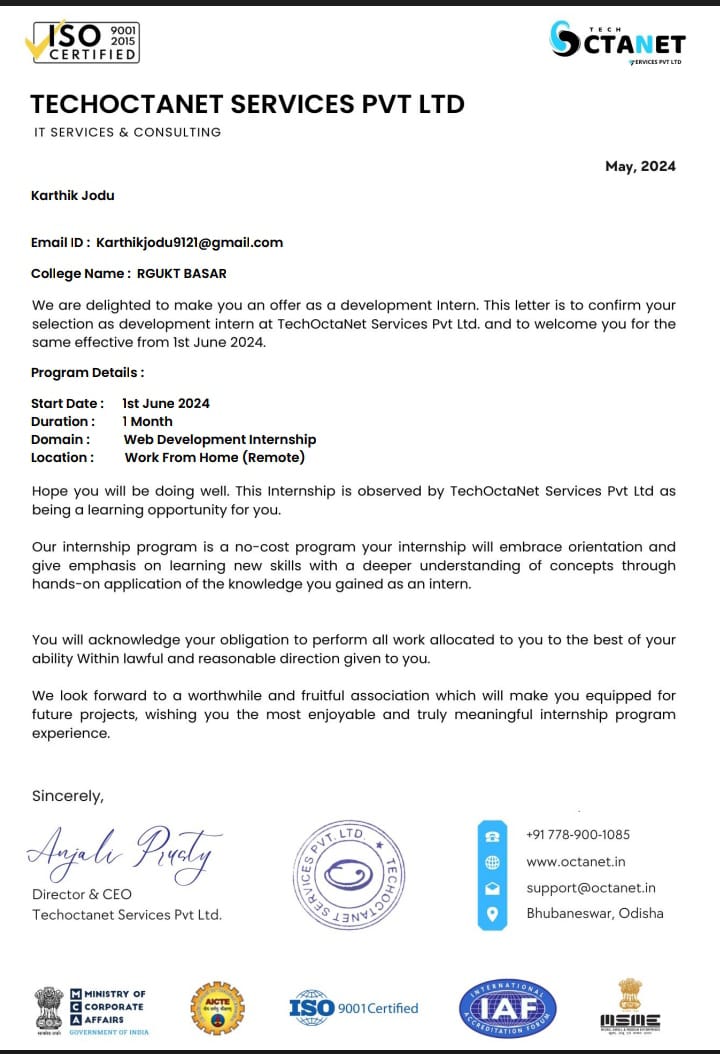 ISO 9001
2015
CERTIFIED
TECH
OCTANET
SERVICES PVT LTD
TECHOCTANET SERVICES PVT LTD
IT SERVICES & CONSULTING
May, 2024
Karthik Jodu
Email ID : Karthikjodu9121@gmail.com
College Name : RGUKT BASAR
We are delighted to make you an offer as a development Intern. This letter is to confirm your
selection as development intern at TechOctaNet Services Pvt Ltd. and to welcome you for the
same effective from 1st June 2024.
Program Details :
Start Date : 1st June 2024
Duration : 1 Month
Domain : Web Development Internship
Location : Work From Home (Remote)
Hope you will be doing well. This Internship is observed by TechOctaNet Services Pvt Ltd as
being a learning opportunity for you.
Our internship program is a no-cost program your internship will embrace orientation and
give emphasis on learning new skills with a deeper understanding of concepts through
hands-on application of the knowledge you gained as an intern.
You will acknowledge your obligation to perform all work allocated to you to the best of your
ability Within lawful and reasonable direction given to you.
We look forward to a worthwhile and fruitful association which will make you equipped for
future projects, wishing you the most enjoyable and truly meaningful internship program
experience.
Sincerely,
Anjali Prusty
Director & CEO
Techoctanet Services Pvt Ltd.
TECHOCTANET SERVICES PVT. LTD.
+91 778-900-1085
www.octanet.in
support@octanet.in
Bhubaneswar, Odisha
MINISTRY OF
CORPORATE
AFFAIRS
GOVERNMENT OF INDIA
AICTE
ISO 9001Certified
INTERNATIONAL
IAF
ACCREDITATION FORUM
MSME